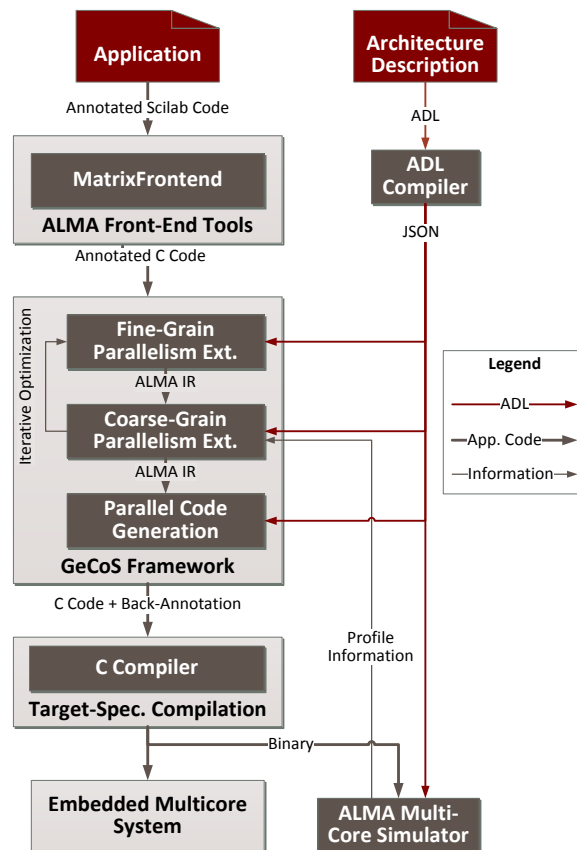 Application
Architecture
Description
Annotated Scilab Code
ADL
MatrixFrontend
ALMA Front-End Tools
ADL
Compiler
JSON
Annotated C Code
Iterative Optimization
Fine-Grain
Parallelism Ext.
ALMA IR
Coarse-Grain
Parallelism Ext.
ALMA IR
Parallel Code
Generation
GeCoS Framework
Legend
ADL
App. Code
Information
C Code + Back-Annotation
Profile
Information
C Compiler
Target-Spec. Compilation
Binary
Embedded Multicore
System
ALMA Multi-
Core Simulator